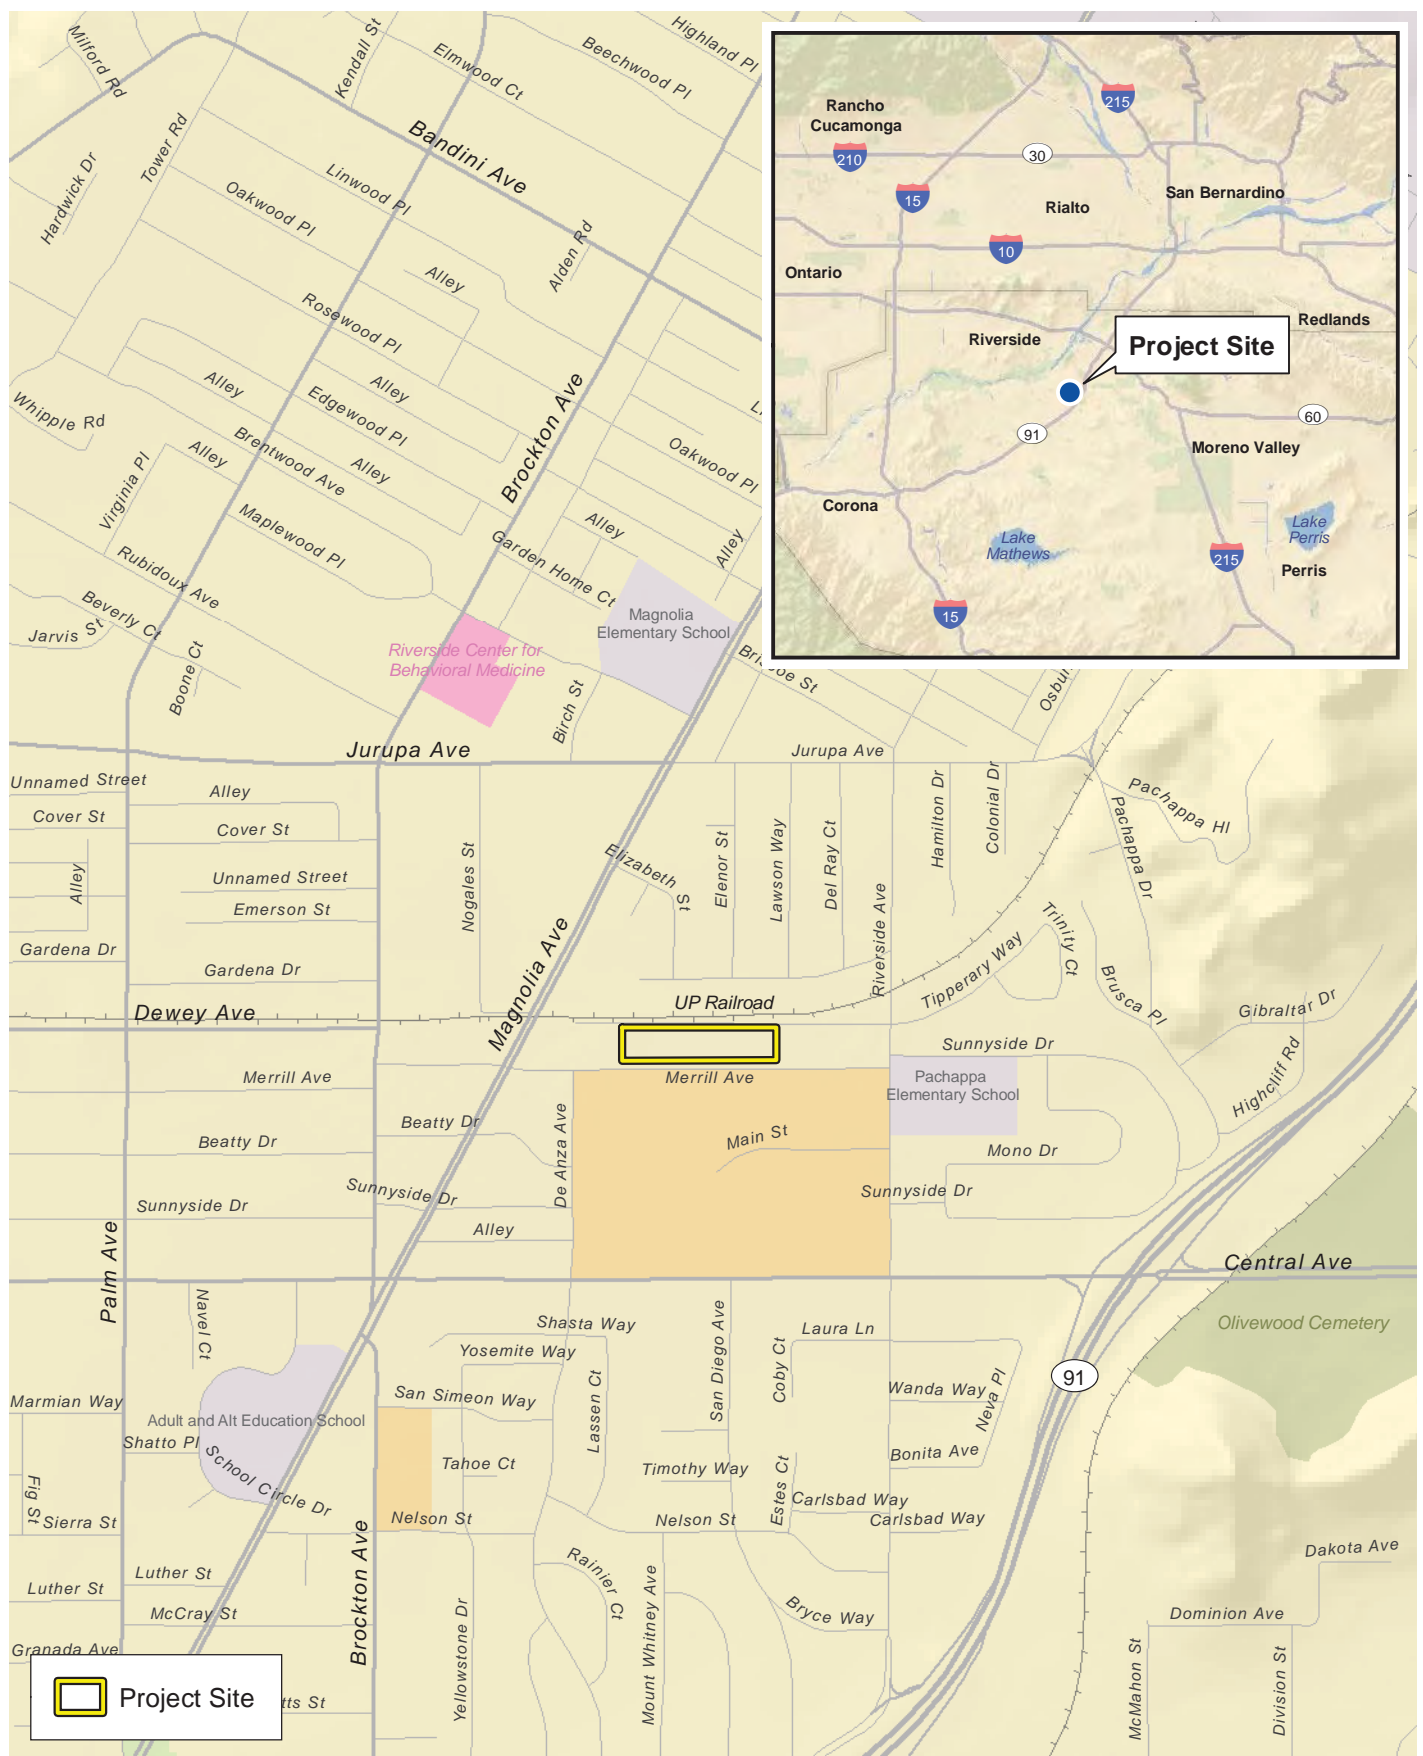 Milford Rd
Kendall St
Elmwood Ct
Beechwood Pl
Highland Pl
Hardwick Dr
Tower Rd
Bandini Ave
Linwood Pl
Oakwood Pl
Alden Rd
Alley
Rosewood Pl
Alley
Alley
Edgewood Pl
Whipple Rd
Brentwood Ave
Alley
Alley
Virginia Pl
Brockton Ave
Oakwood Pl
Maplewood Pl
Alley
Alley
Garden Home Ct
Rubidoux Ave
Beverly Ct
Jarvis St
Boone Ct
Magnolia
Elementary School
Riverside Center for
Behavioral Medicine
Birch St
Briscoe St
Rancho
Cucamonga
215
210
30
15
San Bernardino
Rialto
10
Ontario
Redlands
Riverside
Project Site
60
91
Moreno Valley
Corona
Lake
Mathews
Lake
Perris
215
Perris
15
Jurupa Ave
Jurupa Ave
Unnamed Street
Alley
Cover St
Cover St
Alley
Unnamed Street
Emerson St
Nogales St
Elizabeth St
Elenor St
Lawson Way
Del Ray Ct
Hamilton Dr
Colonial Dr
Pachappa Hl
Pachappa Dr
Riverside Ave
Gardena Dr
Gardena Dr
Magnolia Ave
Tipperary Way
Trinity Ct
Brusca Pl
Gibraltar Dr
Dewey Ave
UP Railroad
Sunnyside Dr
Highcliff Rd
Merrill Ave
Merrill Ave
Pachappa
Elementary School
Beatty Dr
Beatty Dr
De Anza Ave
Main St
Mono Dr
Sunnyside Dr
Sunnyside Dr
Sunnyside Dr
Alley
Palm Ave
Central Ave
Navel Ct
Shasta Way
San Diego Ave
Laura Ln
Olivewood Cemetery
Yosemite Way
Coby Ct
91
Marmian Way
San Simeon Way
Lassen Ct
Wanda Way
Neva Pl
Adult and Alt Education School
Shatto Pl
School Circle Dr
Tahoe Ct
Timothy Way
Bonita Ave
Fig St
Sierra St
Nelson St
Nelson St
Estes Ct
Carlsbad Way
Carlsbad Way
Dakota Ave
Luther St
Luther St
Brockton Ave
Rainier Ct
McCray St
Yellowstone Dr
Mount Whitney Ave
Bryce Way
Dominion Ave
Granada Ave
McMahon St
Division St
Project Site